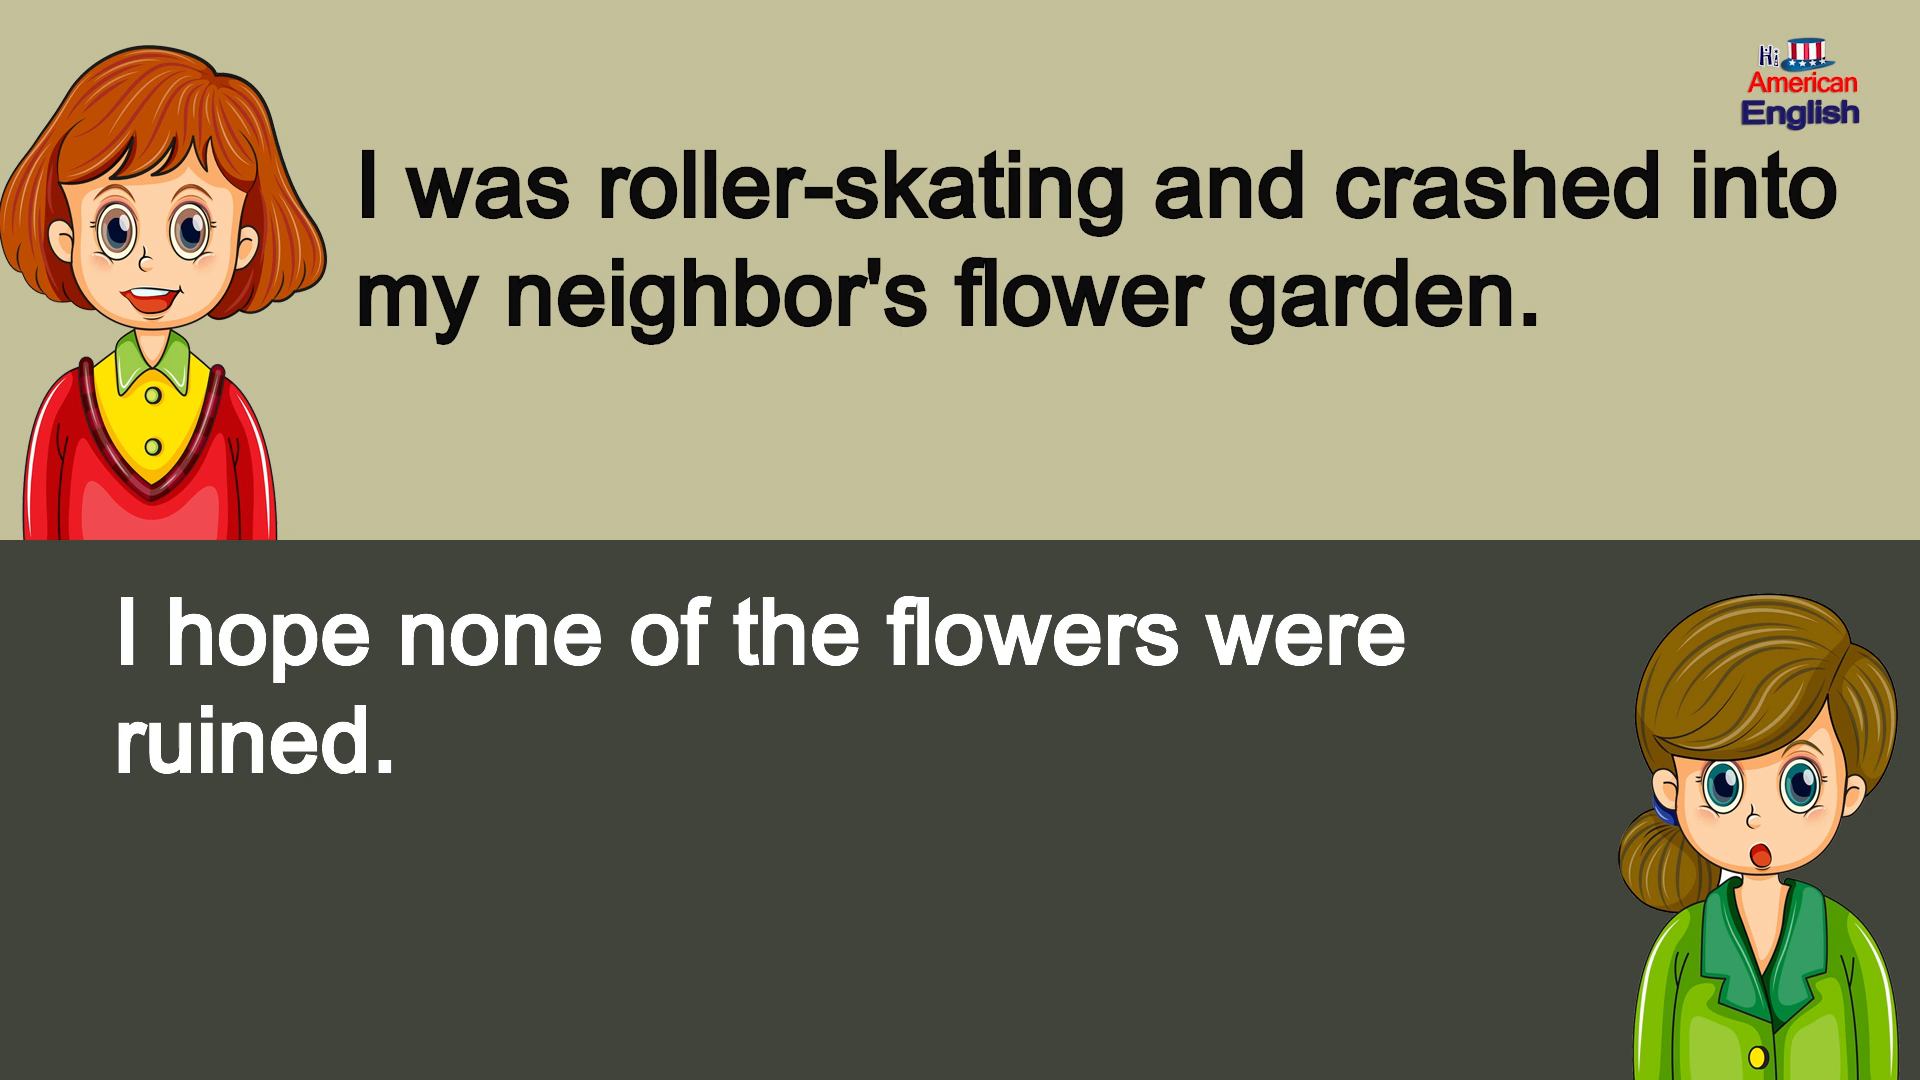 Hi
American
English
I was roller-skating and crashed into
my neighbor's flower garden.
I hope none of the flowers were
ruined.